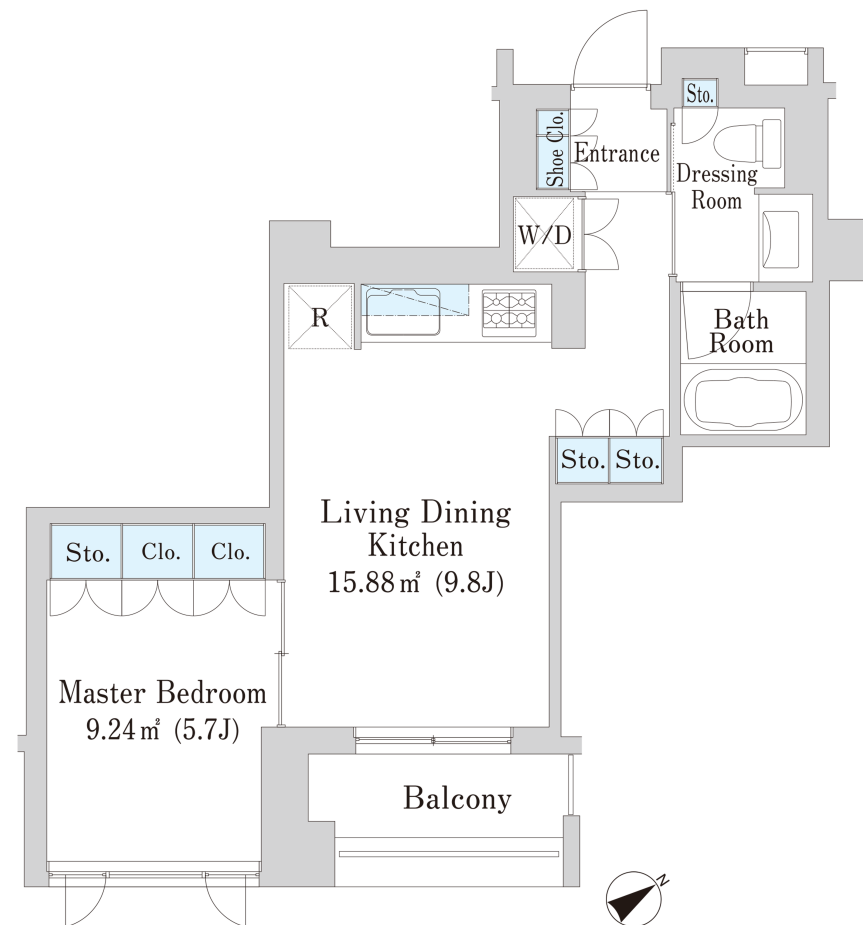 Sto.
Shoe Clo.
Entrance
Dressing
Room
W/D
R
Bath
Room
Sto.
Sto.
Living Dining
Kitchen
15.88㎡ (9.8J)
Sto.
Clo.
Clo.
Master Bedroom
9.24㎡ (5.7J)
Balcony
N